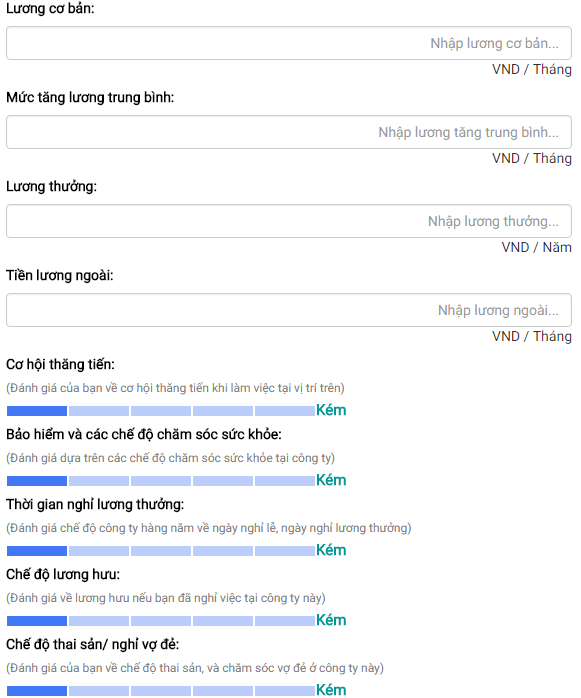 Lương cơ bản:
Nhập lương cơ bản...
VND / Tháng
Mức tăng lương trung bình:
Nhập lương tăng trung bình...
VND / Tháng
Lương thưởng:
Nhập lương thưởng...
VND / Năm
Tiền lương ngoài:
Nhập lương ngoài...
VND / Tháng
Cơ hội thăng tiến:
(Đánh giá của bạn về cơ hội thăng tiến khi làm việc tại vị trí trên)
Kém
Bảo hiểm và các chế độ chăm sóc sức khỏe:
(Đánh giá dựa trên các chế độ chăm sóc sức khỏe tại công ty)
Kém
Thời gian nghỉ lương thưởng:
(Đánh giá chế độ công ty hàng năm về ngày nghỉ lễ, ngày nghỉ lương thưởng)
Kém
Chế độ lương hưu:
(Đánh giá về lương hưu nếu bạn đã nghỉ việc tại công ty này)
Kém
Chế độ thai sản/ nghỉ vợ đẻ:
(Đánh giá của bạn về chế độ thai sản, và chăm sóc vợ đẻ ở công ty này)
Kém